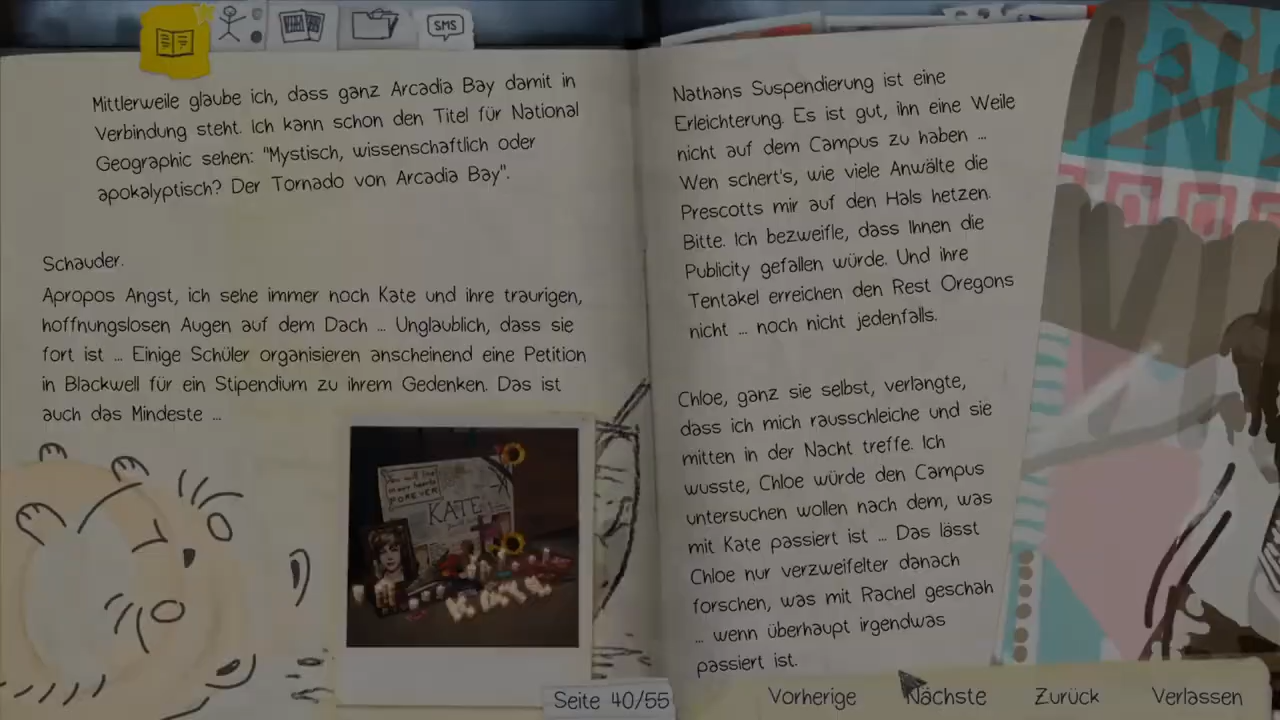 SMS
Mittlerweile glaube ich, dass ganz Arcadia Bay damit in
Verbindung steht. Ich kann schon den Titel für National
Geographic sehen: "Mystisch, wissenschaftlich oder
apokalyptisch? Der Tornado von Arcadia Bay".
Schauder.
Apropos Angst, ich sehe immer noch Kate und ihre traurigen,
hoffnungslosen Augen auf dem Dach ... Unglaublich, dass sie
fort ist ... Einige Schüler organisieren anscheinend eine Petition
in Blackwell für ein Stipendium zu ihrem Gedenken. Das ist
auch das Mindeste ...
You will live
in our hearts
FOREVER
KATE
Kate
Nathans Suspendierung ist eine
Erleichterung. Es ist gut, ihn eine Weile
nicht auf dem Campus zu haben ...
Wen schert's, wie viele Anwälte die
Prescotts mir auf den Hals hetzen.
Bitte. Ich bezweifle, dass Ihnen die
Publicity gefallen würde. Und ihre
Tentakel erreichen den Rest Oregons
nicht ... noch nicht jedenfalls.
Chloe, ganz sie selbst, verlangte,
dass ich mich rausschleiche und sie
mitten in der Nacht treffe. Ich
wusste, Chloe würde den Campus
untersuchen wollen nach dem, was
mit Kate passiert ist ... Das lässt
Chloe nur verzweifelter danach
forschen, was mit Rachel geschah
... wenn überhaupt irgendwas
passiert ist.
Seite 40/55
Vorherige
Nächste
Zurück
Verlassen